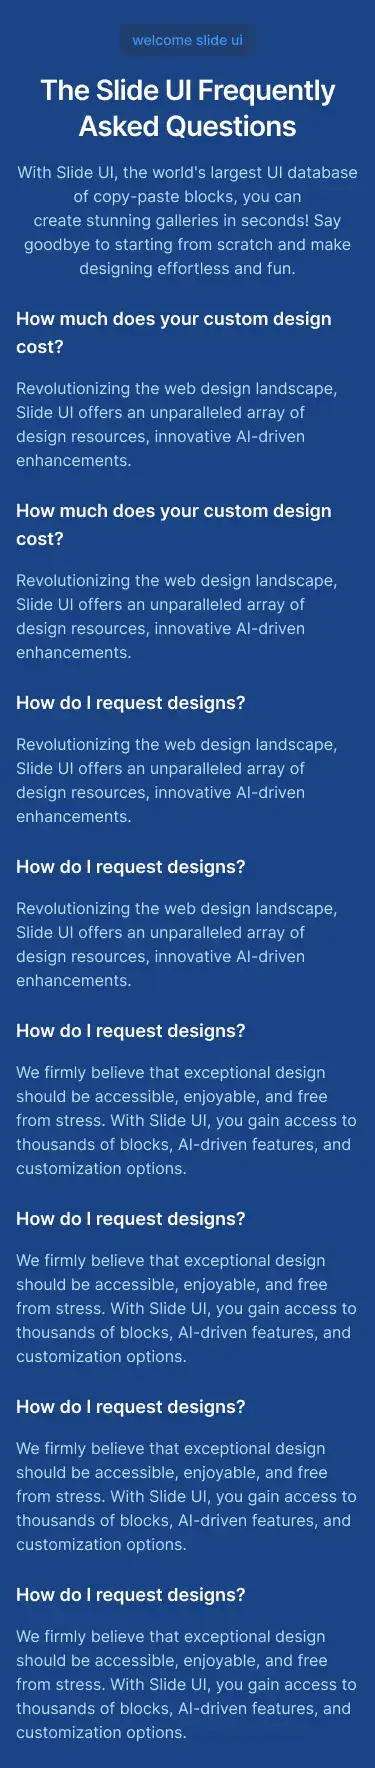 welcome slide ui
The Slide UI Frequently
Asked Questions
With Slide UI, the world's largest UI database
of copy-paste blocks, you can
create stunning galleries in seconds! Say
goodbye to starting from scratch and make
designing effortless and fun.
How much does your custom design
cost?
Revolutionizing the web design landscape,
Slide UI offers an unparalleled array of
design resources, innovative AI-driven
enhancements.
How much does your custom design
cost?
Revolutionizing the web design landscape,
Slide UI offers an unparalleled array of
design resources, innovative AI-driven
enhancements.
How do I request designs?
Revolutionizing the web design landscape,
Slide UI offers an unparalleled array of
design resources, innovative AI-driven
enhancements.
How do I request designs?
Revolutionizing the web design landscape,
Slide UI offers an unparalleled array of
design resources, innovative AI-driven
enhancements.
How do I request designs?
We firmly believe that exceptional design
should be accessible, enjoyable, and free
from stress. With Slide UI, you gain access to
thousands of blocks, AI-driven features, and
customization options.
How do I request designs?
We firmly believe that exceptional design
should be accessible, enjoyable, and free
from stress. With Slide UI, you gain access to
thousands of blocks, AI-driven features, and
customization options.
How do I request designs?
We firmly believe that exceptional design
should be accessible, enjoyable, and free
from stress. With Slide UI, you gain access to
thousands of blocks, AI-driven features, and
customization options.
How do I request designs?
We firmly believe that exceptional design
should be accessible, enjoyable, and free
from stress. With Slide UI, you gain access to
thousands of blocks, AI-driven features, and
customization options.